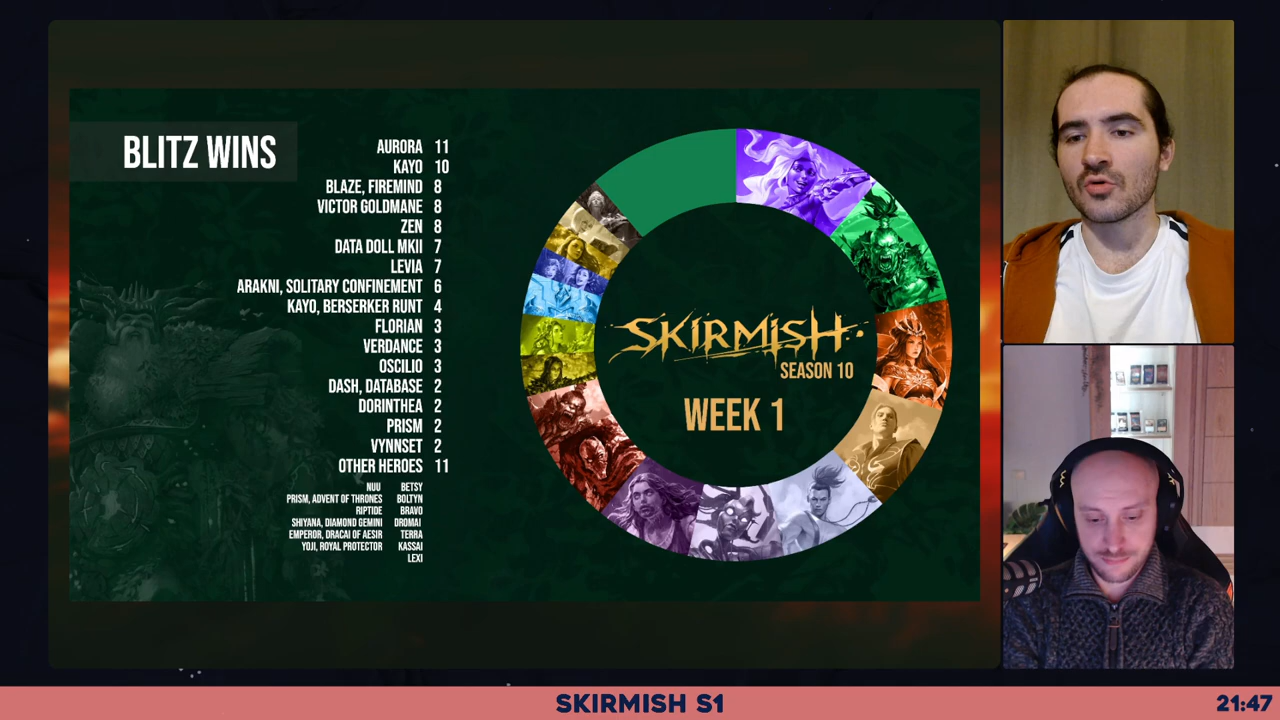 BLITZ WINS
AURORA 11
KAYO 10
BLAZE, FIREMIND 8
VICTOR GOLDMANE 8
ZEN 8
DATA DOLL MKII 7
LEVIA 7
ARAKNI, SOLITARY CONFINEMENT 6
KAYO, BERSERKER RUNT 4
FLORIAN 3
VERDANCE 3
OSCILIO 3
DASH, DATABASE 2
DORINTHEA 2
PRISM 2
VYNNSET 2
OTHER HEROES 11
NUU BETSY
PRISM, ADVENT OF THRONES BOLTYN
RIPTIDE BRAVO
SHIYANA, DIAMOND GEMINI DROMAI
EMPEROR, DRACAI OF AESIR TERRA
YOJI, ROYAL PROTECTOR KASSAI
LEXI
SKIRMISH
SEASON 10
WEEK 1
SKIRMISH S1
21:47